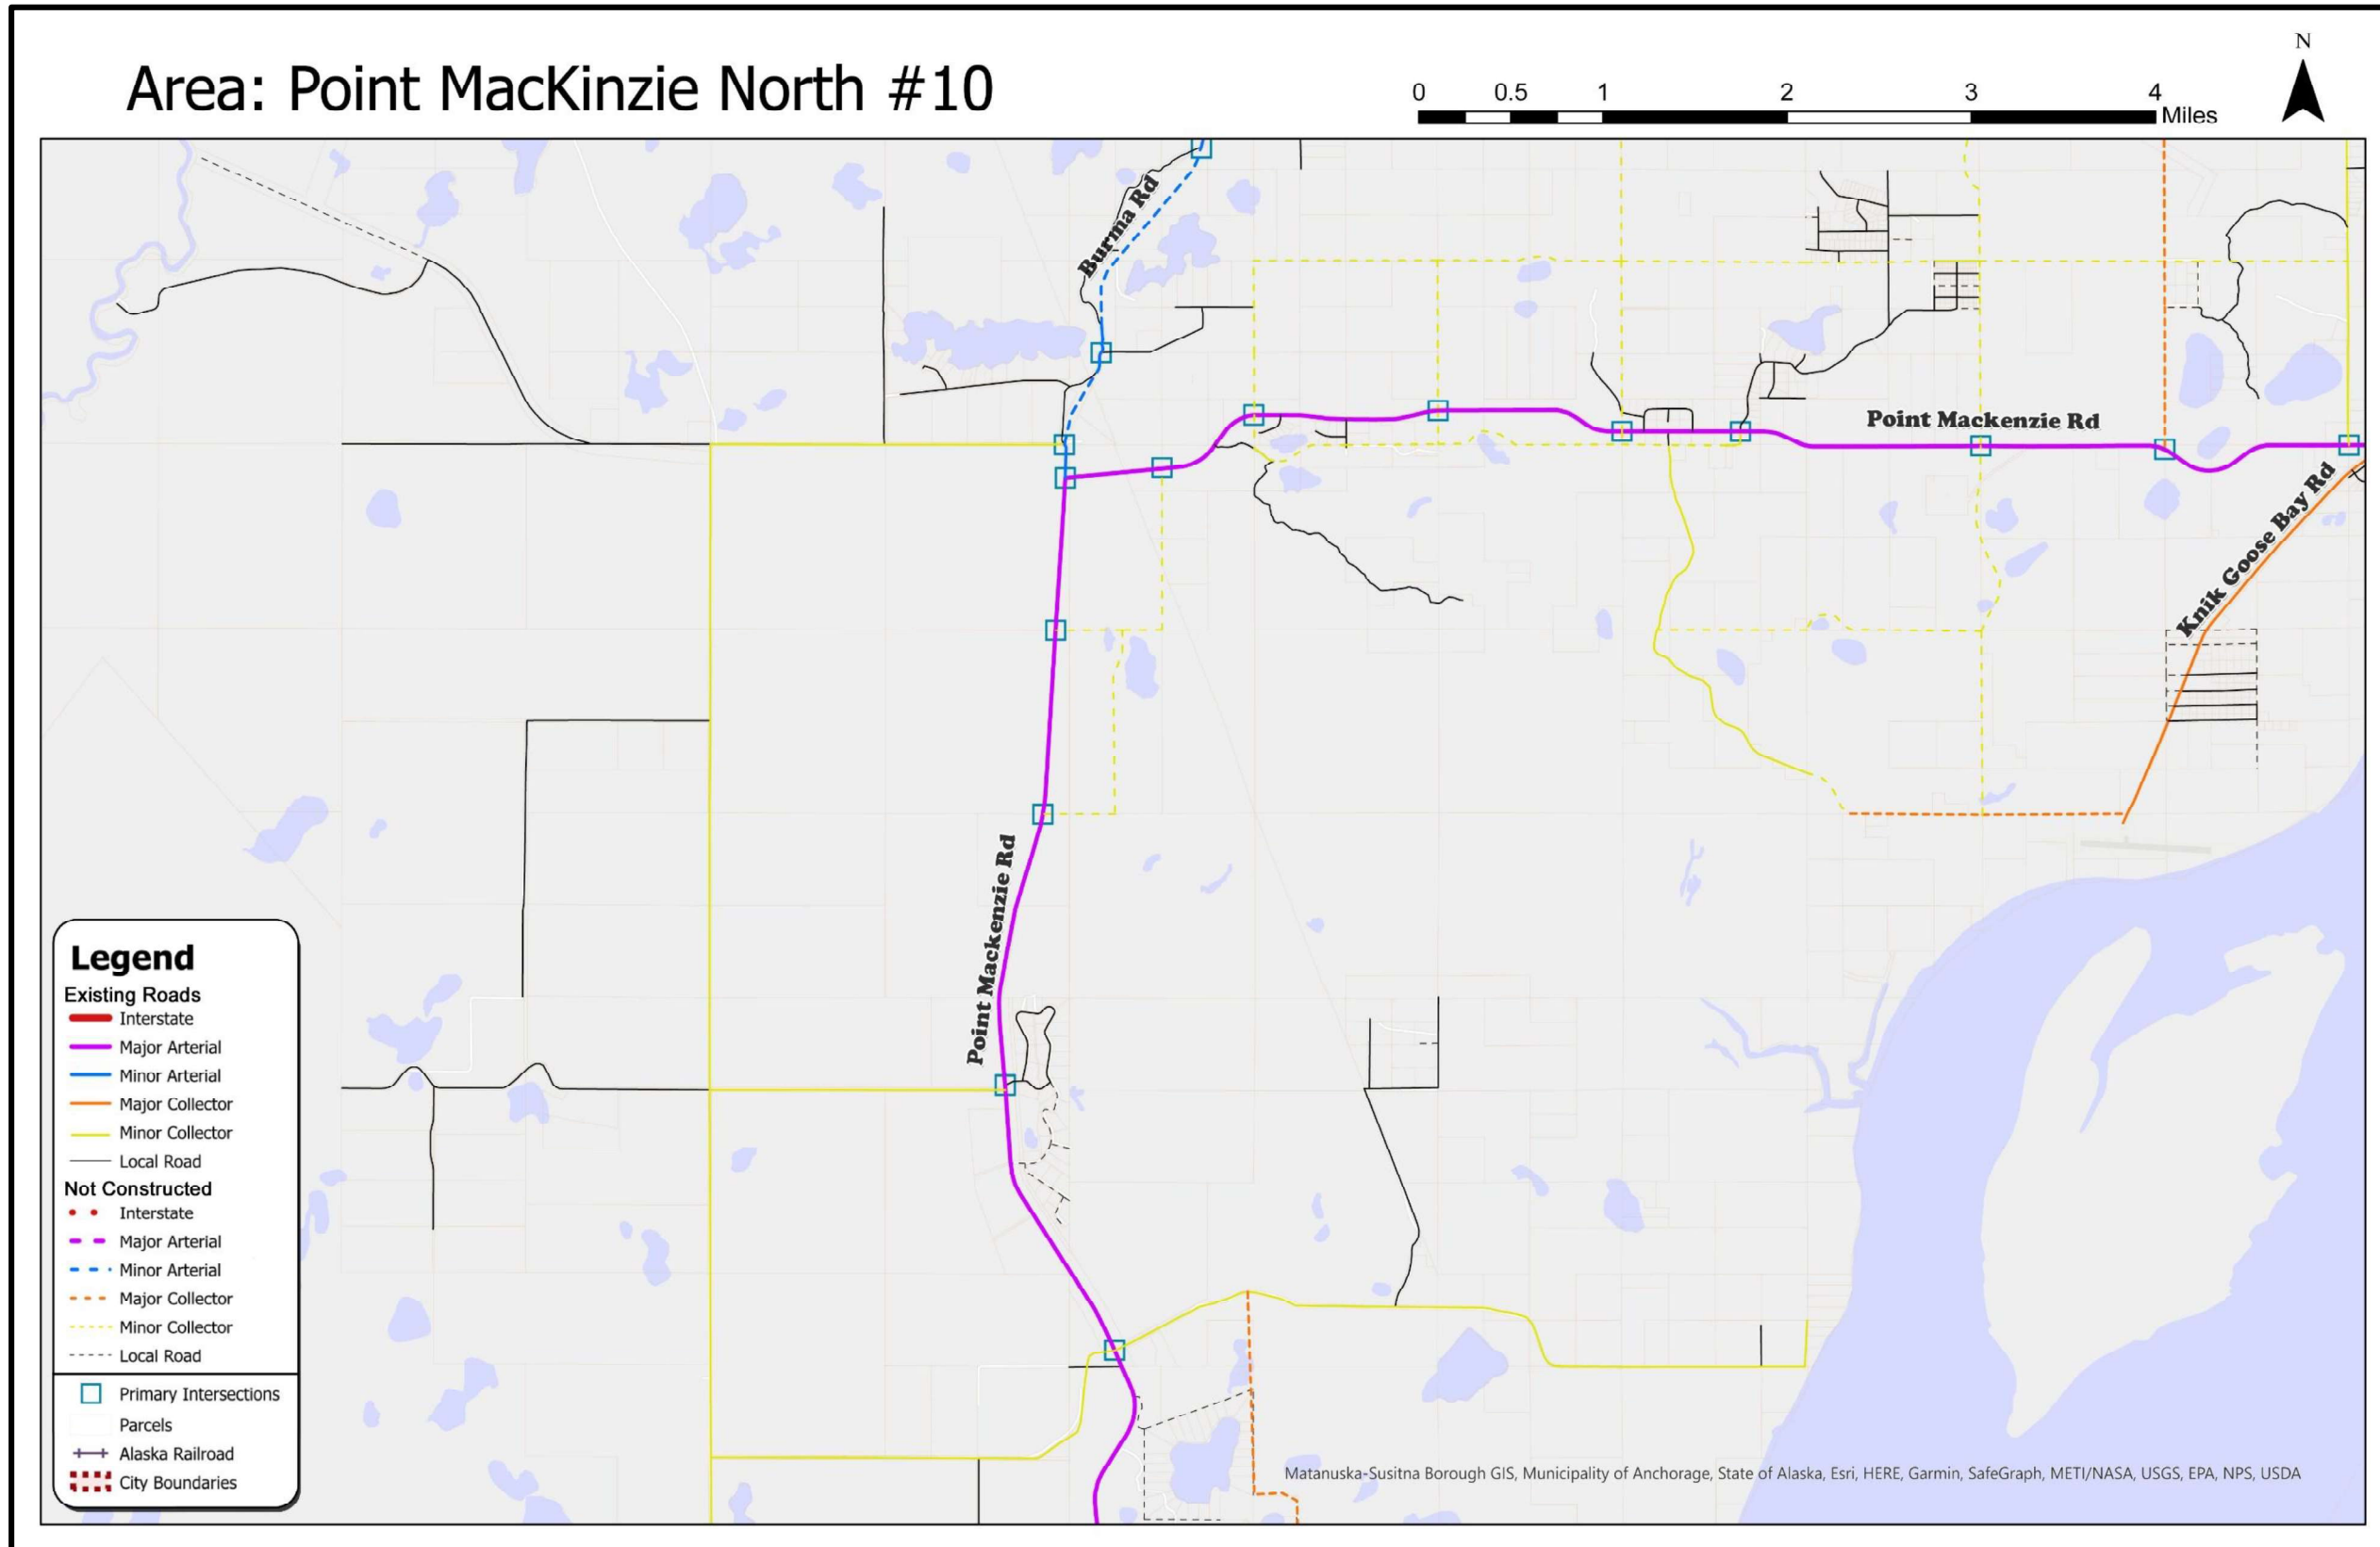 Area: Point MacKinzie North #10
0 0.5 1 2 3 4
Miles
N
Burma Rd
Point Mackenzie Rd
Knik Goose Bay Rd
Point Mackenzie Rd
Legend
Existing Roads
Interstate
Major Arterial
Minor Arterial
Major Collector
Minor Collector
Local Road
Not Constructed
Interstate
Major Arterial
Minor Arterial
Major Collector
Minor Collector
Local Road
Primary Intersections
Parcels
Alaska Railroad
City Boundaries
Matanuska-Susitna Borough GIS, Municipality of Anchorage, State of Alaska, Esri, HERE, Garmin, SafeGraph, METI/NASA, USGS, EPA, NPS, USDA